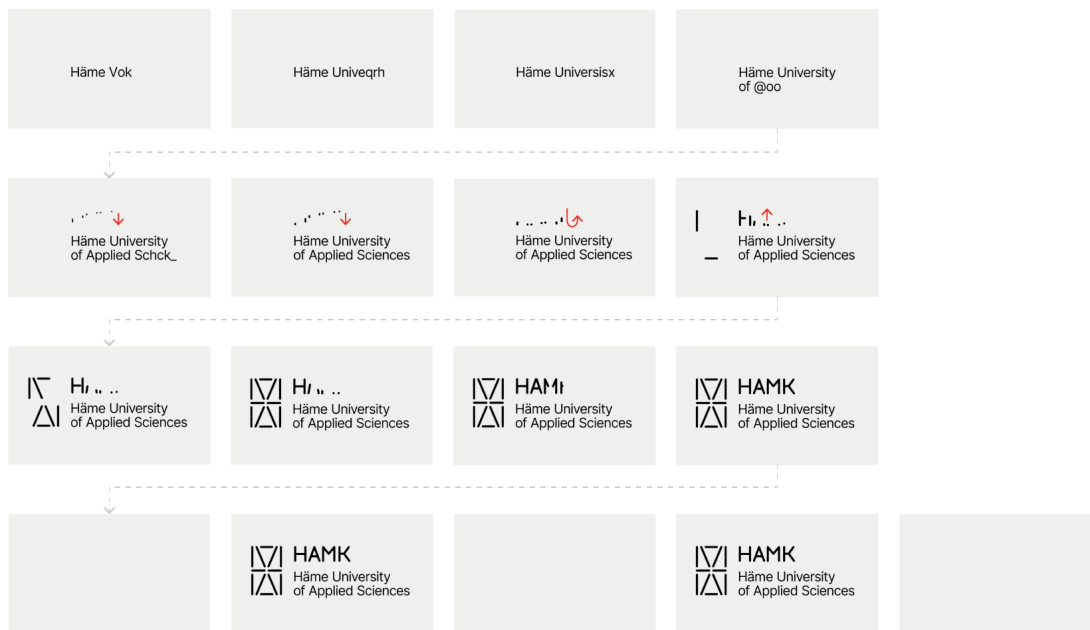 Häme Vok
Häme Univeqrh
Häme Universisx
Häme University
of @oo
Häme University
of Applied Schck_
Häme University
of Applied Sciences
Häme University
of Applied Sciences
Häme University
of Applied Sciences
Häme University
of Applied Sciences
Häme University
of Applied Sciences
HAM
Häme University
of Applied Sciences
HAMK
Häme University
of Applied Sciences
HAMK
Häme University
of Applied Sciences
HAMK
Häme University
of Applied Sciences